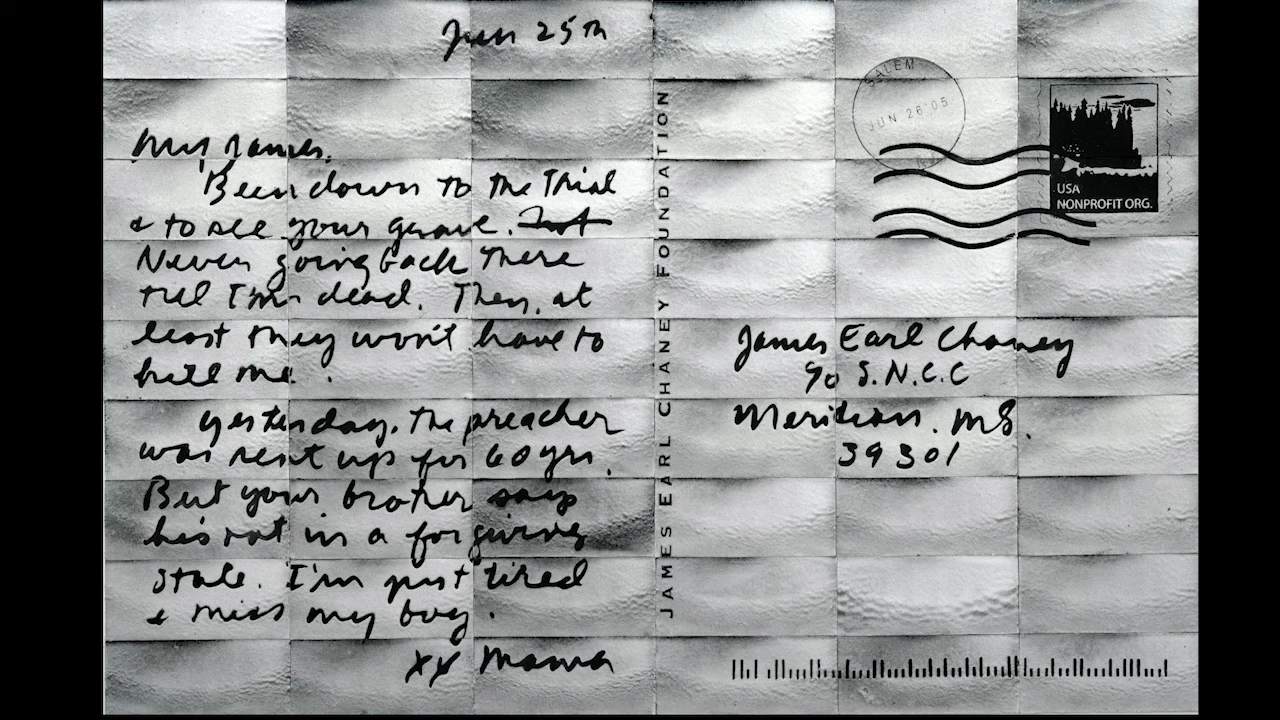 Jun 25th
My James,
Been down to the Trial
& to see your grave. Just
Never going back there
till I'm dead. Then, at
least they won't have to
kill me.
Yesterday, the preacher
was sent up for 60 yrs.
But your brother says
he's not in a forgiving
state. I'm just tired
& miss my boy.
XX Mama
JAMES EARL CHANEY FOUNDATION
SALEM
JUN 26 '05
USA
NONPROFIT ORG.
James Earl Chaney
c/o S.N.C.C
Meridian, MS.
39301